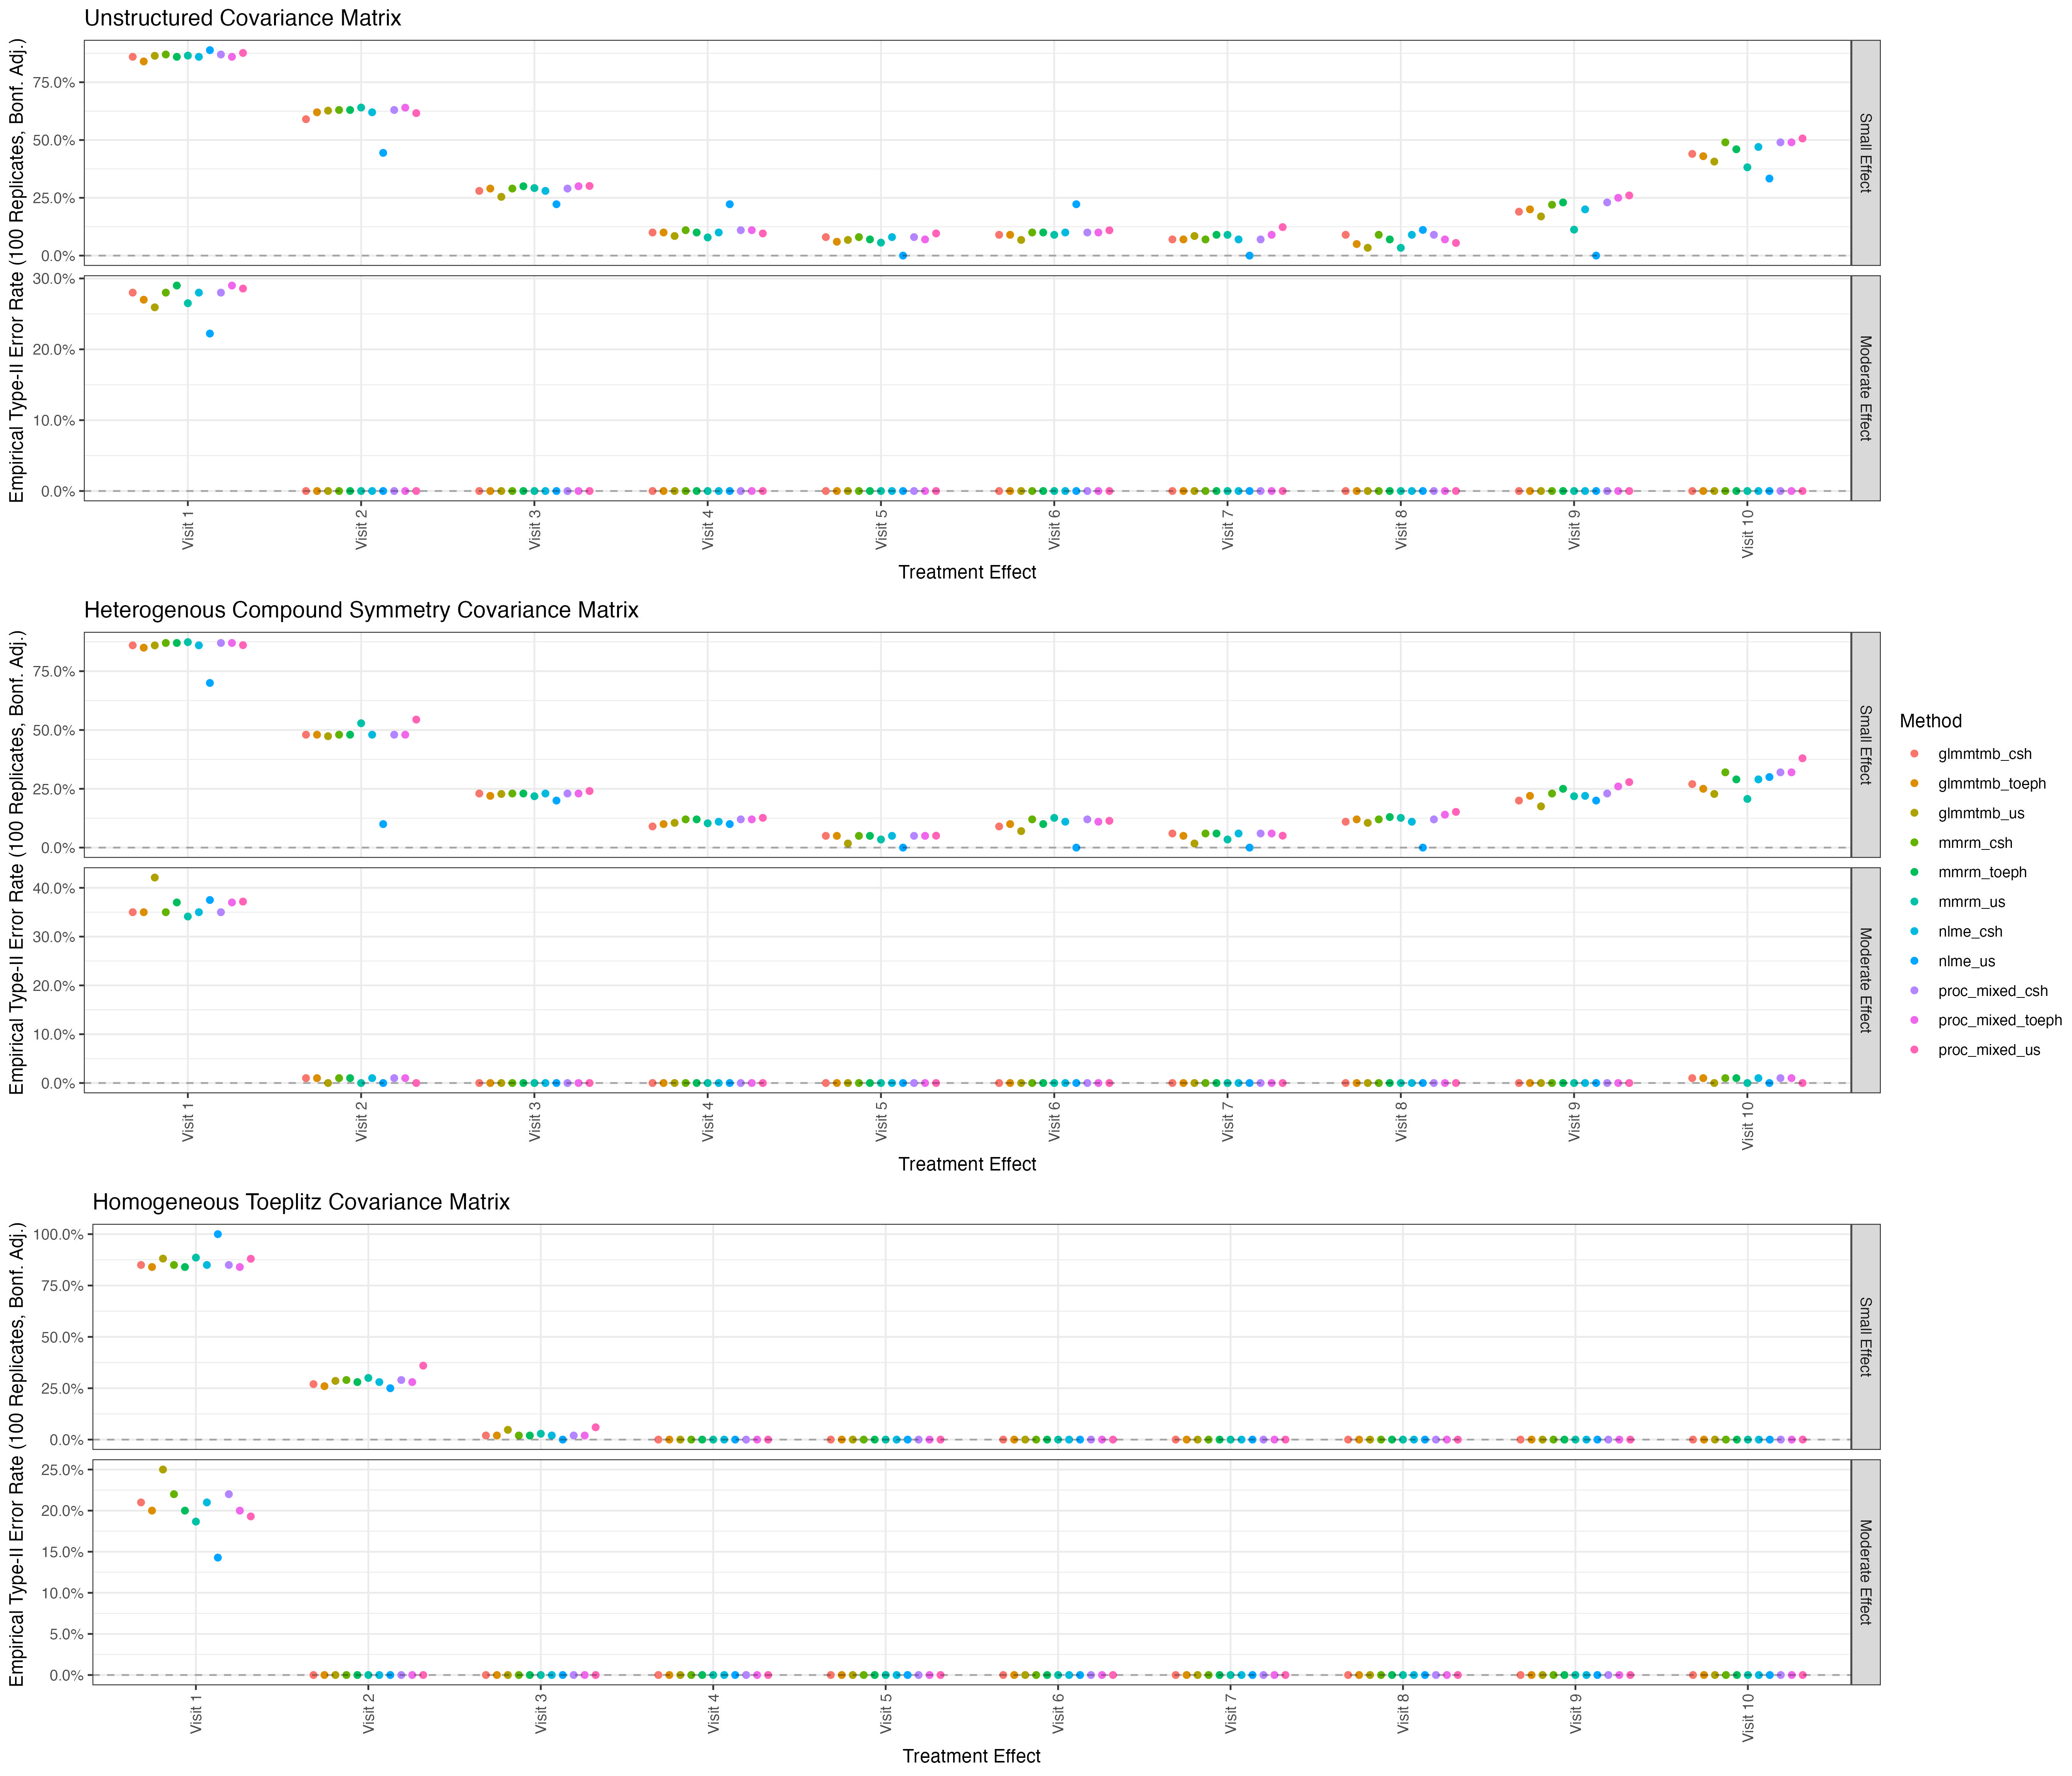 Unstructured Covariance Matrix
Empirical Type-II Error Rate (100 Replicates, Bonf. Adj.)
75.0%
50.0%
25.0%
0.0%
Small Effect
30.0%
20.0%
10.0%
0.0%
Moderate Effect
Visit 1 Visit 2 Visit 3 Visit 4 Visit 5 Visit 6 Visit 7 Visit 8 Visit 9 Visit 10
Treatment Effect
Heterogenous Compound Symmetry Covariance Matrix
Empirical Type-II Error Rate (100 Replicates, Bonf. Adj.)
75.0%
50.0%
25.0%
0.0%
Small Effect
40.0%
30.0%
20.0%
10.0%
0.0%
Moderate Effect
Visit 1 Visit 2 Visit 3 Visit 4 Visit 5 Visit 6 Visit 7 Visit 8 Visit 9 Visit 10
Treatment Effect
Homogeneous Toeplitz Covariance Matrix
Empirical Type-II Error Rate (100 Replicates, Bonf. Adj.)
100.0%
75.0%
50.0%
25.0%
0.0%
Small Effect
25.0%
20.0%
15.0%
10.0%
5.0%
0.0%
Moderate Effect
Visit 1 Visit 2 Visit 3 Visit 4 Visit 5 Visit 6 Visit 7 Visit 8 Visit 9 Visit 10
Treatment Effect
Method
glmmtmb_csh
glmmtmb_toeph
glmmtmb_us
mmrm_csh
mmrm_toeph
mmrm_us
nlme_csh
nlme_us
proc_mixed_csh
proc_mixed_toeph
proc_mixed_us